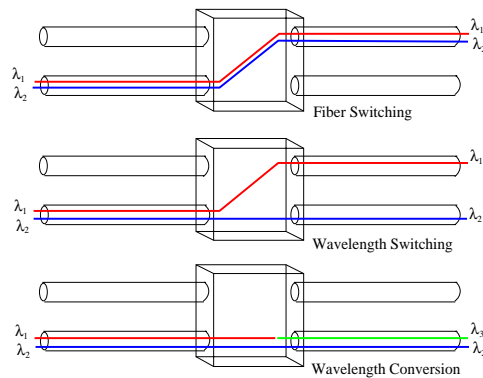 λ₁
λ₂
λ₁
λ₂
Fiber Switching
λ₁
λ₁
λ₂
λ₂
Wavelength Switching
λ₁
λ₃
λ₂
λ₂
Wavelength Conversion